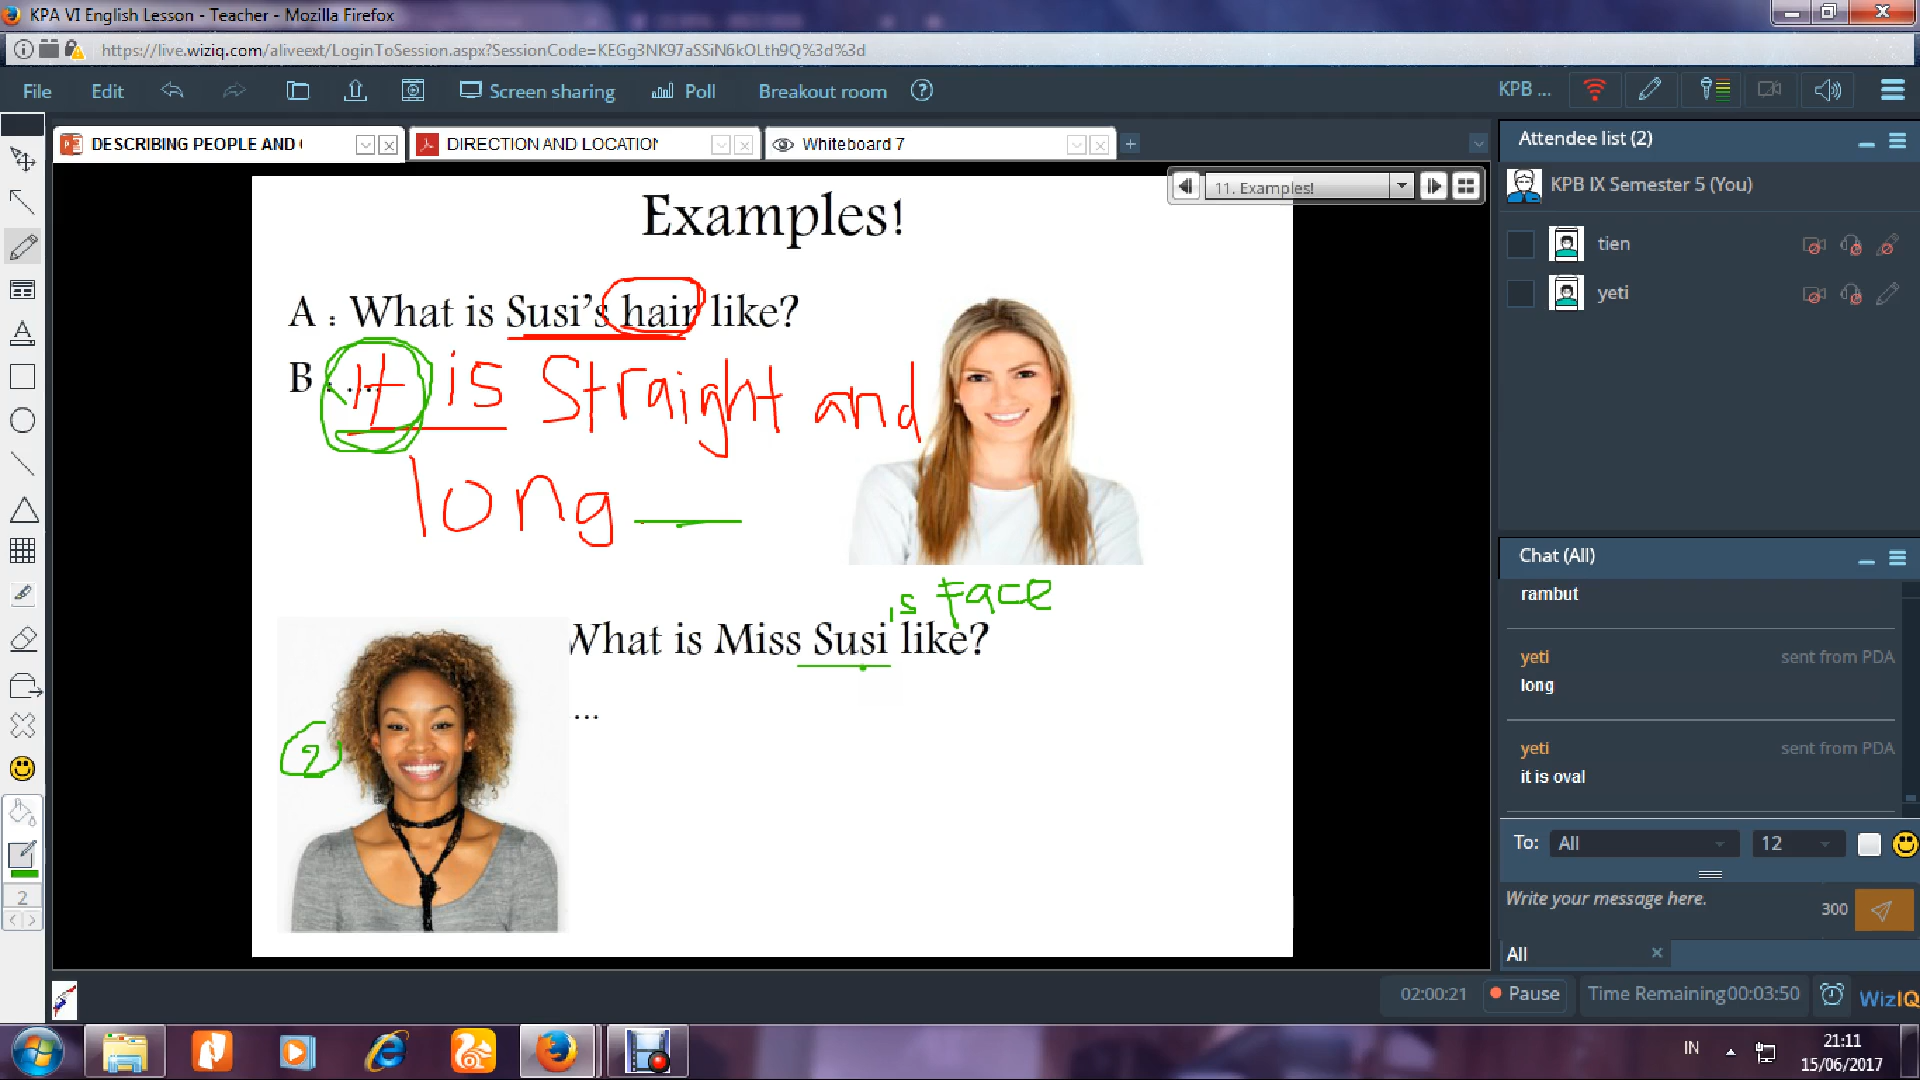 KPA VI English Lesson - Teacher - Mozilla Firefox
https://live.wiziq.com/aliveext/LoginToSession.aspx?SessionCode=KEGg3NK97aSSiN6kOLth9Q%3d%3d
File Edit Screen sharing Poll Breakout room ? KPB ...
DESCRIBING PEOPLE AND DIRECTION AND LOCATION Whiteboard 7 +
11. Examples!
Examples!
A : What is Susi's hair like?
B : .... It is Straight and
long
's Face
What is Miss Susi like?
...
2
Attendee list (2)
KPB IX Semester 5 (You)
tien
yeti
Chat (All)
rambut
yeti sent from PDA
long
yeti sent from PDA
it is oval
To: All 12
Write your message here. 300
All
2
02:00:21 Pause Time Remaining00:03:50 WizIQ
IN 21:11
15/06/2017